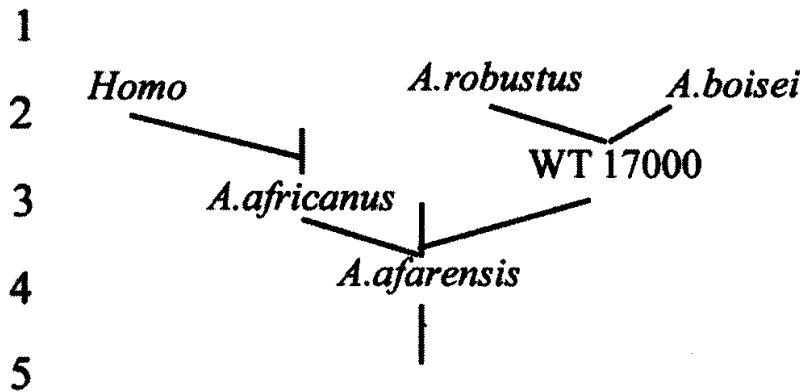 1
Homo A.robustus A.boisei
2
WT 17000
3 A.africanus
A.afarensis
4
5